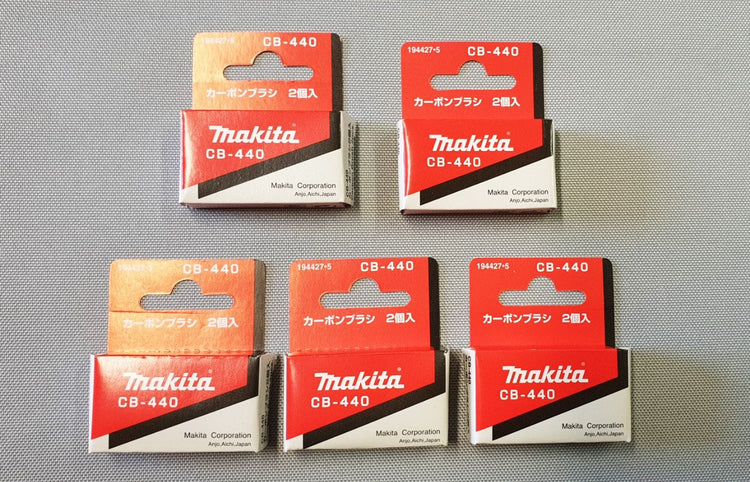 194427-5 CB-440
カーボンブラシ 2個入
makita
CB-440
Makita Corporation
Anjo,Aichi,Japan
194427-5 CB-440
カーボンブラシ 2個入
makita
CB-440
Makita Corporation
Anjo,Aichi,Japan
194427-5 CB-440
カーボンブラシ 2個入
makita
CB-440
Makita Corporation
Anjo,Aichi,Japan
194427-5 CB-440
カーボンブラシ 2個入
makita
CB-440
Makita Corporation
Anjo,Aichi,Japan
194427-5 CB-440
カーボンブラシ 2個入
makita
CB-440
Makita Corporation
Anjo,Aichi,Japan